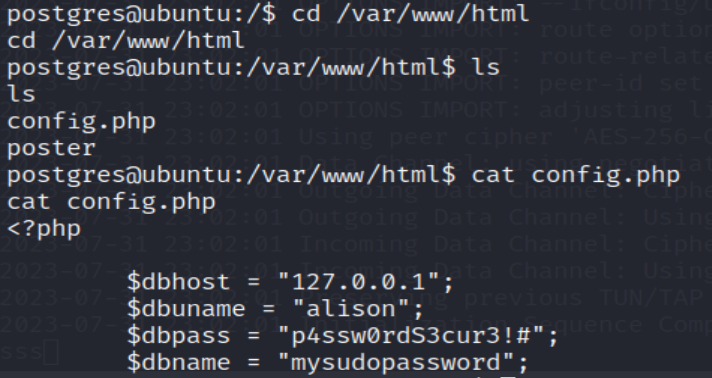 postgres@ubuntu:/$ cd /var/www/html
cd /var/www/html
postgres@ubuntu:/var/www/html$ ls
ls
config.php
poster
postgres@ubuntu:/var/www/html$ cat config.php
cat config.php
<?php
$dbhost = "127.0.0.1";
$dbuname = "alison";
$dbpass = "p4ssw0rdS3cur3!#";
$dbname = "mysudopassword";